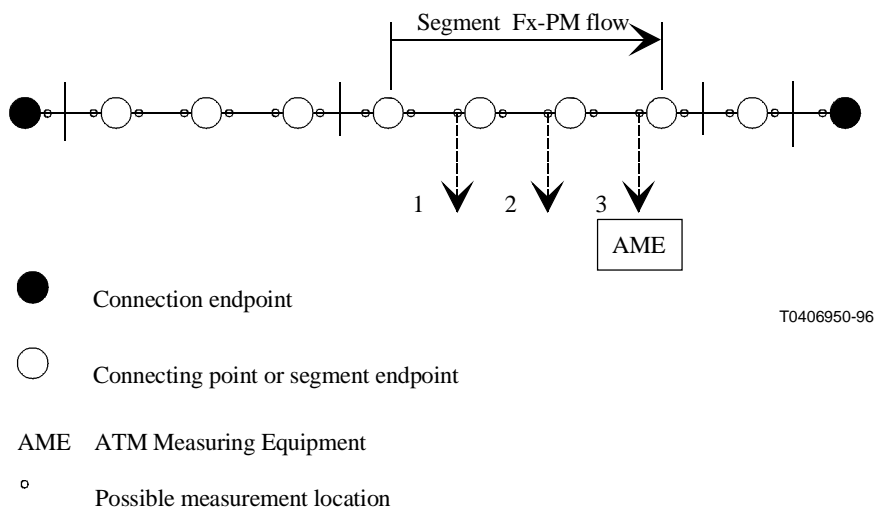 Segment Fx-PM flow
1 2 3
AME
Connection endpoint
T0406950-96
Connecting point or segment endpoint
AME ATM Measuring Equipment
Possible measurement location